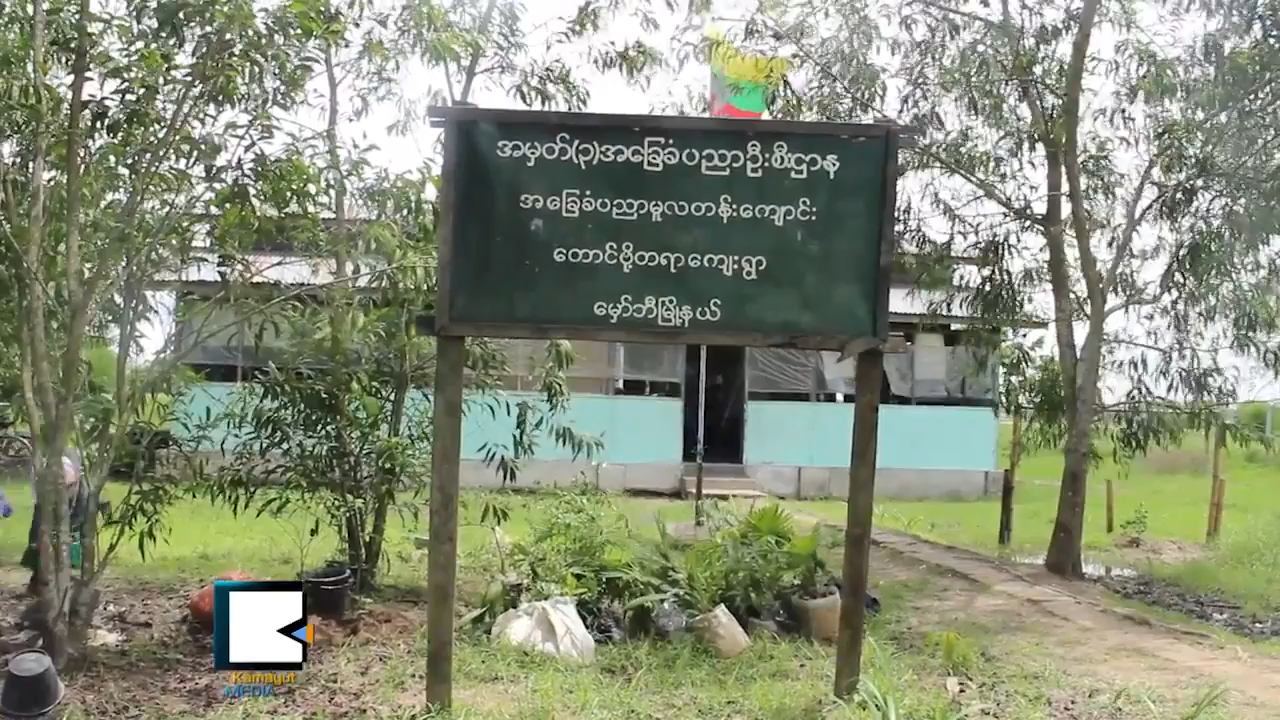 အမှတ်(၃)အခြေခံပညာဦးစီးဌာန
အခြေခံပညာမူလတန်းကျောင်း
တောင်ဗို့တရာကျေးရွာ
မှော်ဘီမြို့နယ်
Kamayut
MEDIA